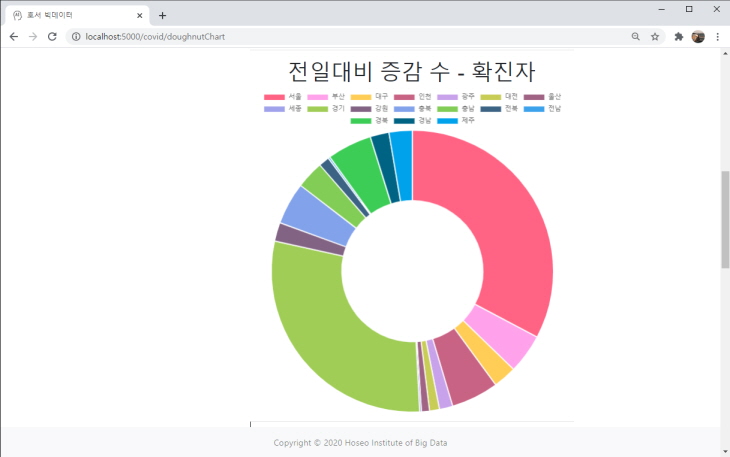 호서 빅데이터
localhost:5000/covid/doughnutChart
전일대비 증감 수 - 확진자
서울 부산 대구 인천 광주 대전 울산
세종 경기 강원 충북 충남 전북 전남
경북 경남 제주
Copyright © 2020 Hoseo Institute of Big Data